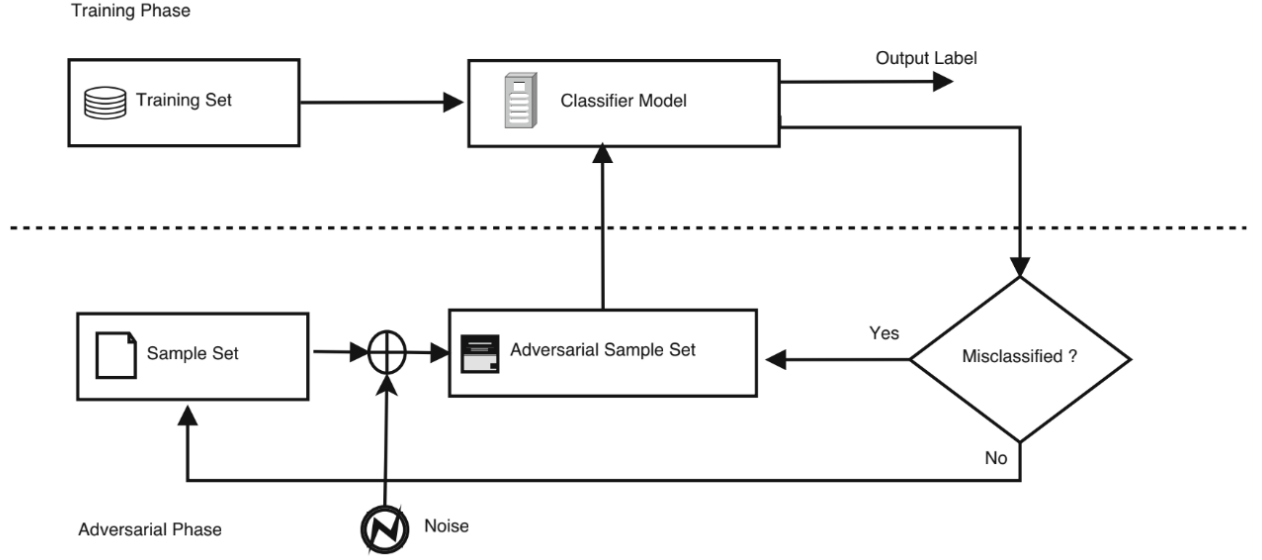 Training Phase
Output Label
Training Set
Classifier Model
Yes
Sample Set
Adversarial Sample Set
Misclassified ?
No
Adversarial Phase
Noise